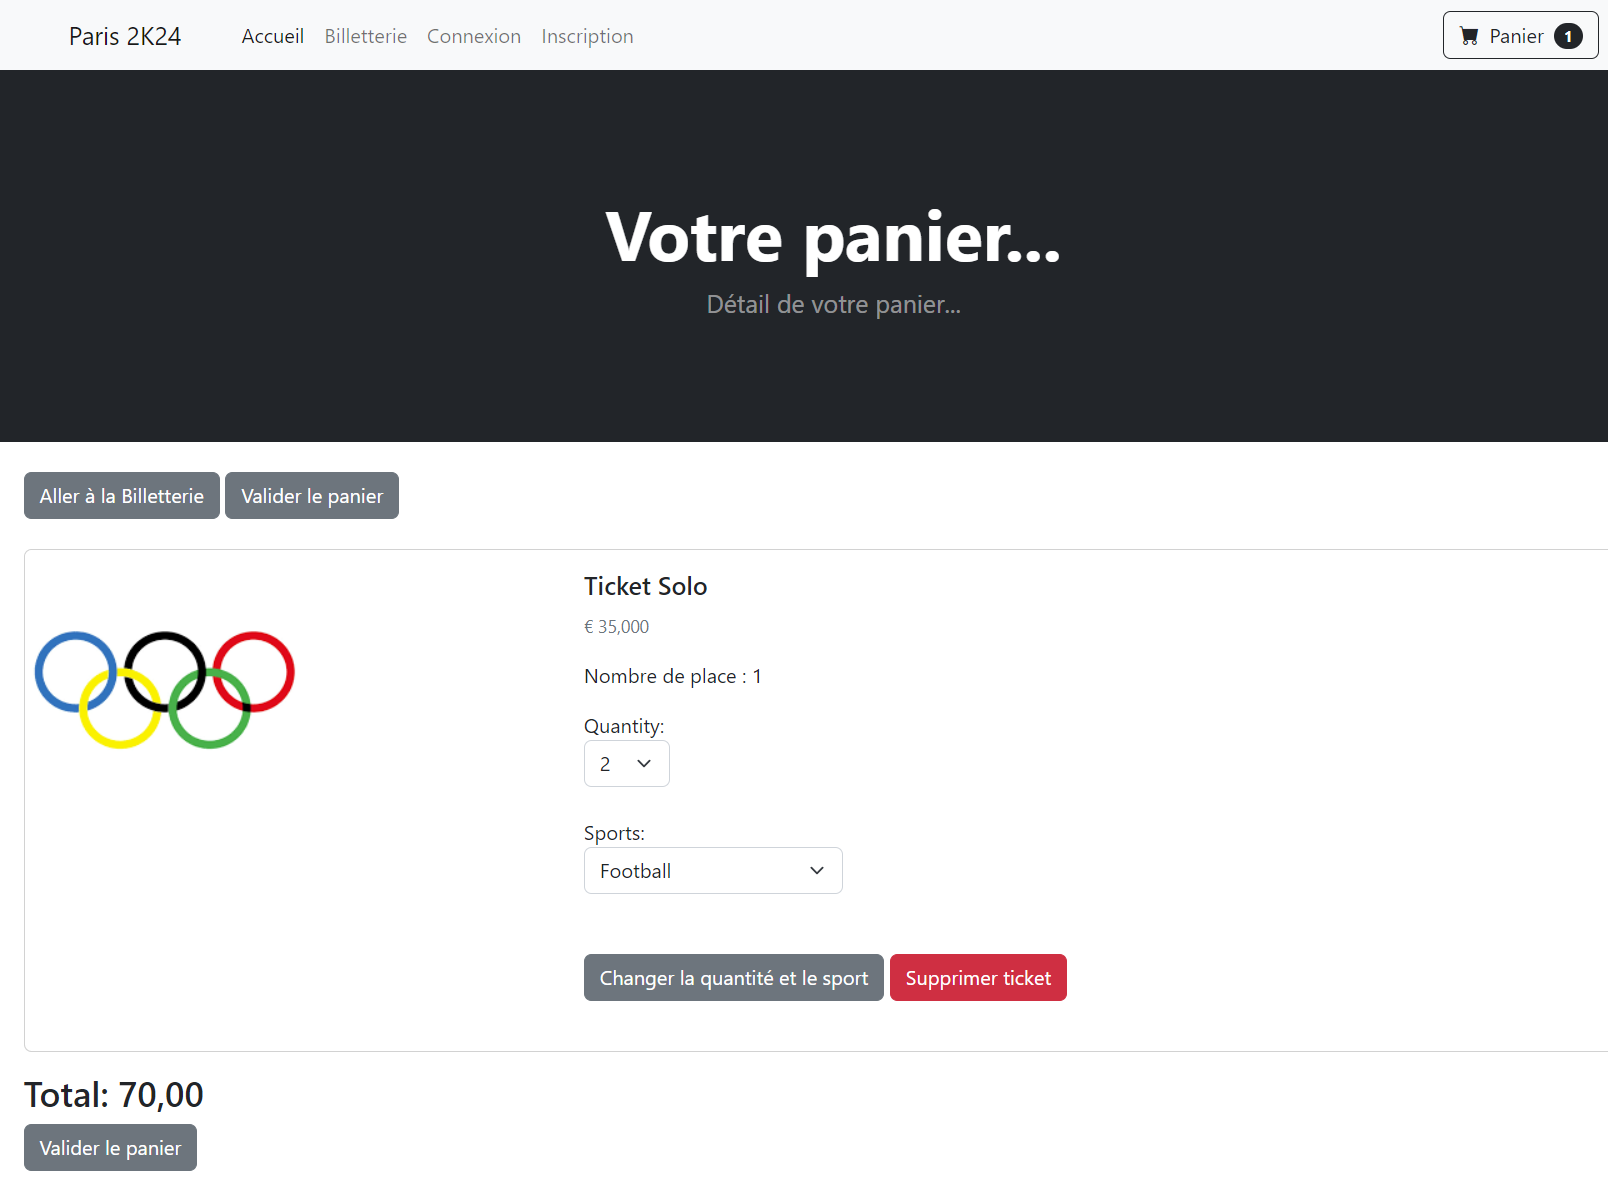 Paris 2K24 Accueil Billetterie Connexion Inscription Panier 1
Votre panier...
Détail de votre panier...
Aller à la Billetterie Valider le panier
Ticket Solo
€ 35,000
Nombre de place : 1
Quantity:
2
Sports:
Football
Changer la quantité et le sport Supprimer ticket
Total: 70,00
Valider le panier